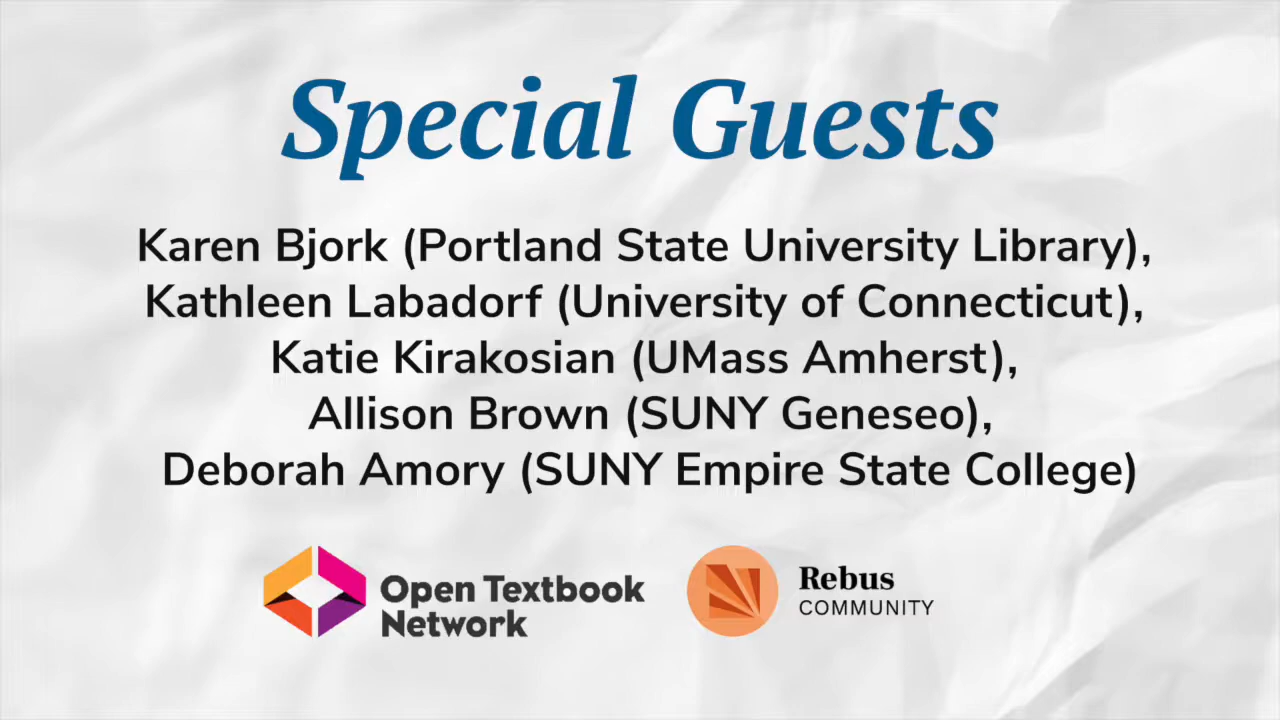 Special Guests
Karen Bjork (Portland State University Library),
Kathleen Labadorf (University of Connecticut),
Katie Kirakosian (UMass Amherst),
Allison Brown (SUNY Geneseo),
Deborah Amory (SUNY Empire State College)
Open Textbook
Network
Rebus
COMMUNITY